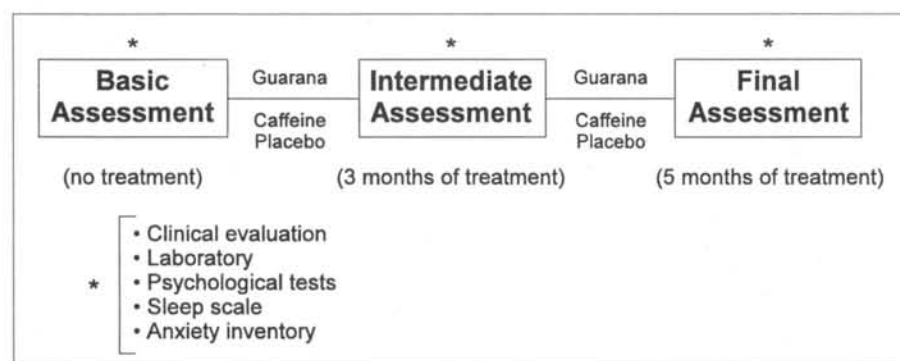 * * *
Basic Assessment
Guarana
Caffeine
Placebo
Intermediate Assessment
Guarana
Caffeine
Placebo
Final Assessment
(no treatment)
(3 months of treatment)
(5 months of treatment)
*
• Clinical evaluation
• Laboratory
• Psychological tests
• Sleep scale
• Anxiety inventory